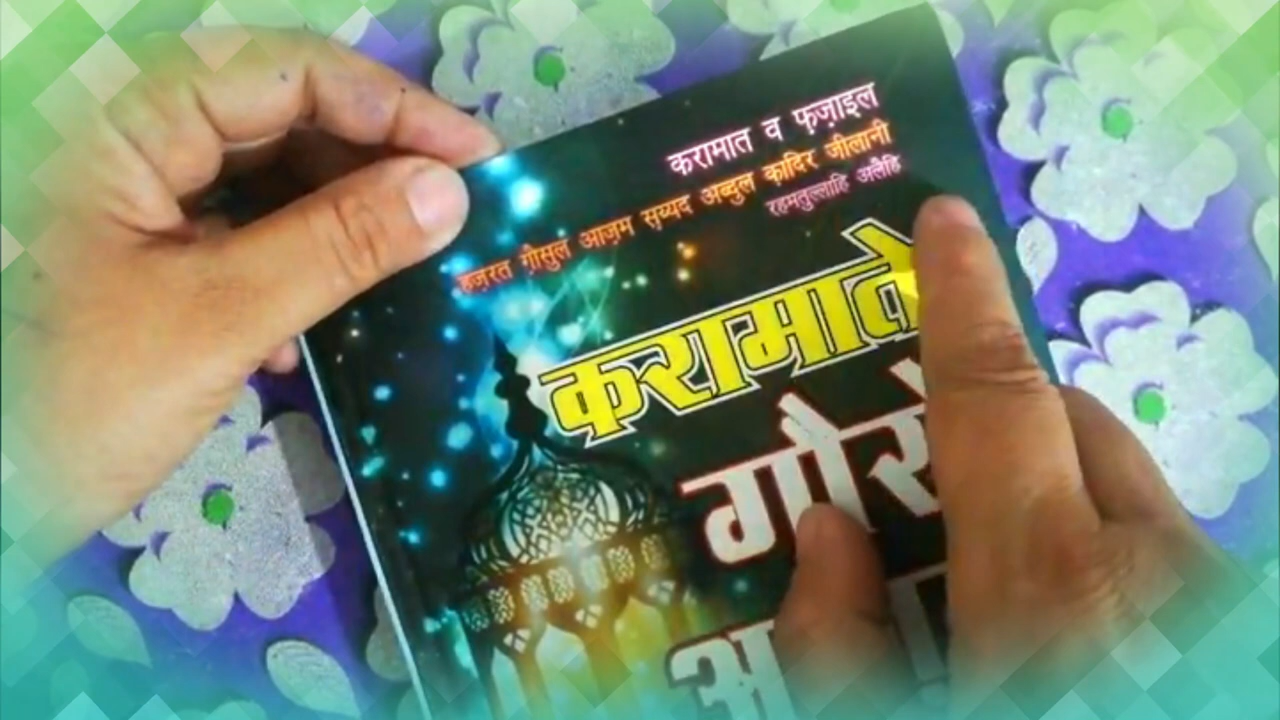 करामात व फ़ज़ाइल
हज़रत ग़ौसुल आज़म सय्यद अब्दुल क़ादिर जीलानी
रहमतुल्लाहि अलैहि
करामाते